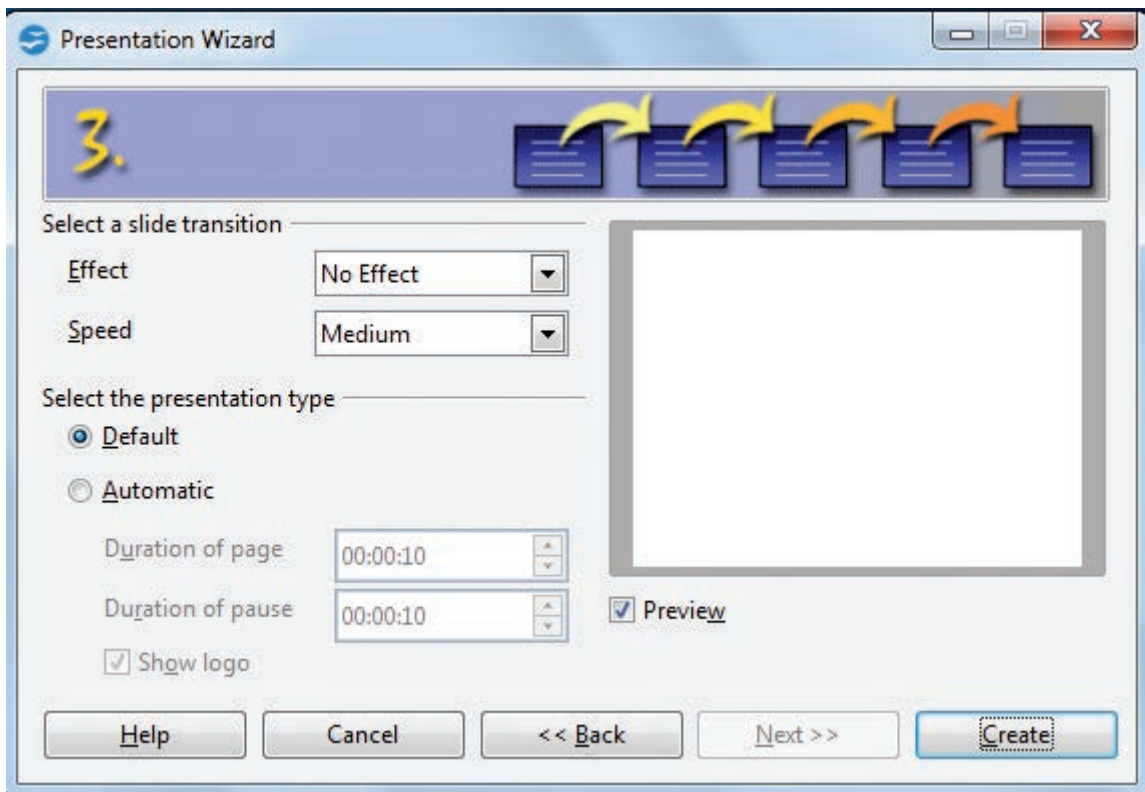 Presentation Wizard
3.
Select a slide transition
Effect
No Effect
Speed
Medium
Select the presentation type
Default
Automatic
Duration of page
00:00:10
Duration of pause
00:00:10
Show logo
Preview
Help
Cancel
<< Back
Next >>
Create